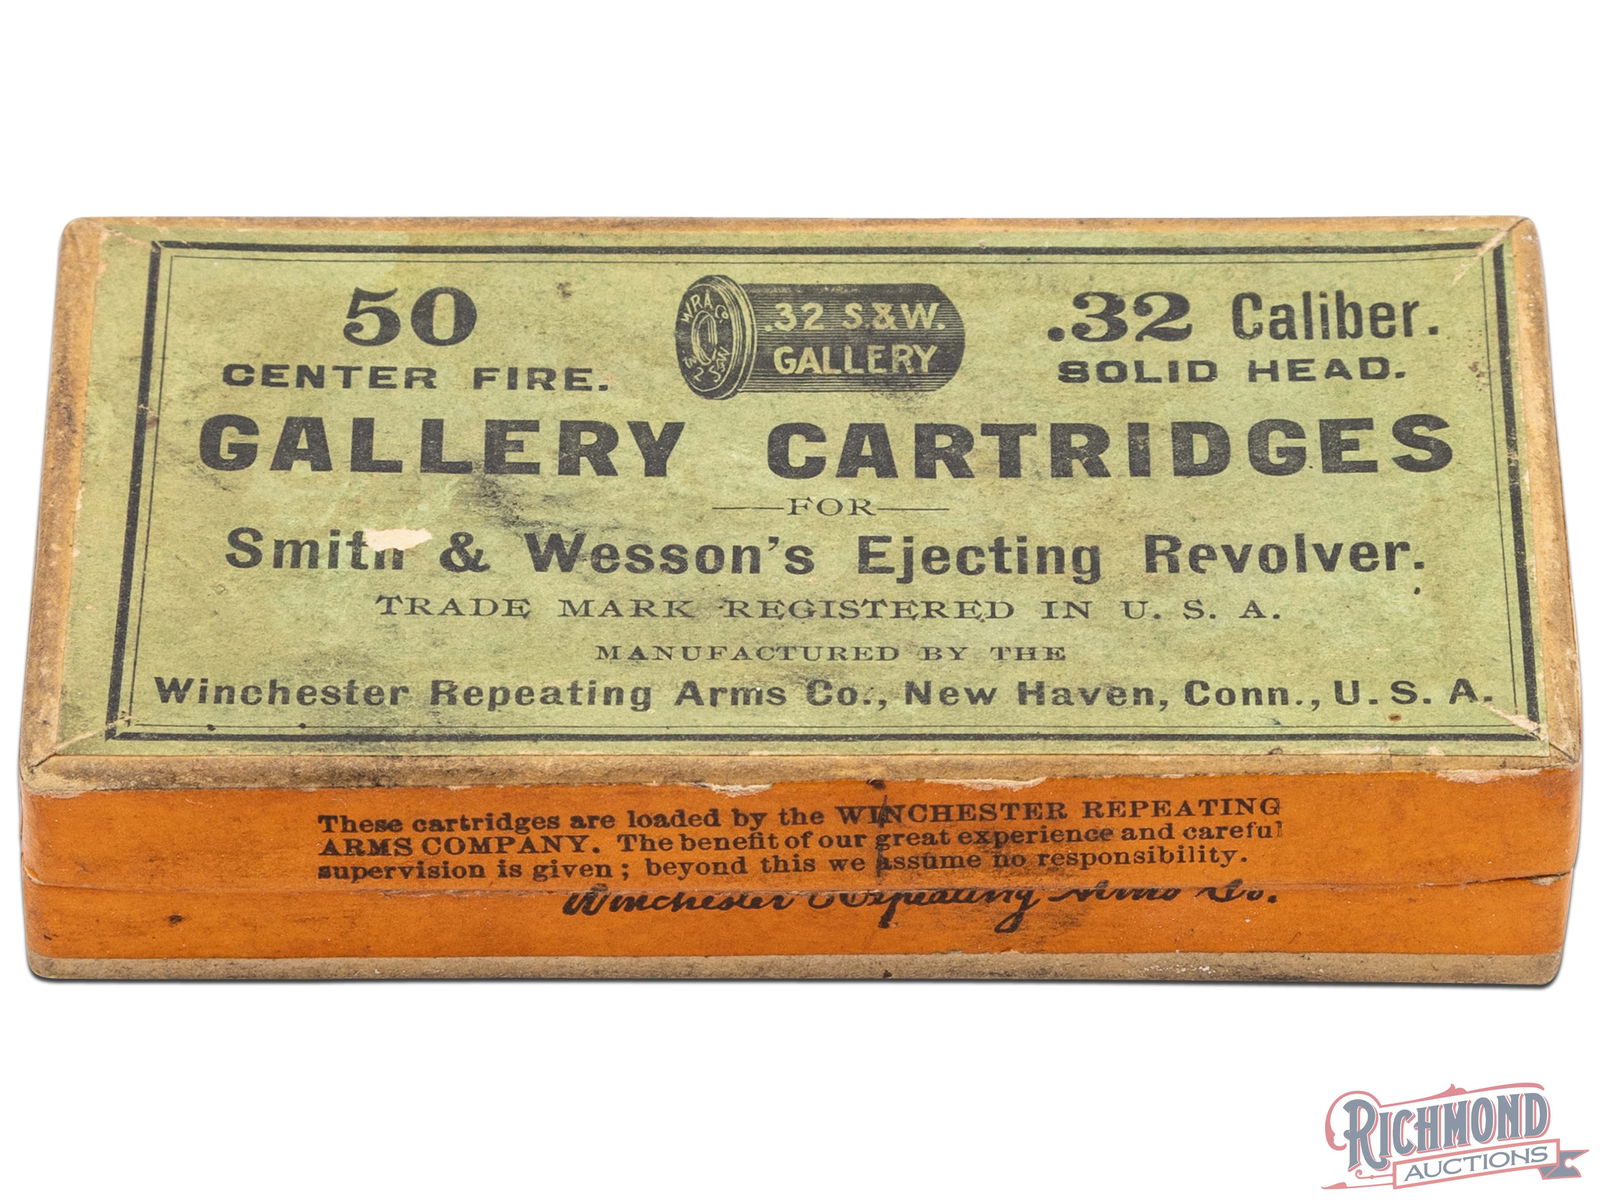 50
CENTER FIRE.
W.R.A. Co
.32 S.&W.
GALLERY
.32 Caliber.
SOLID HEAD.
GALLERY CARTRIDGES
FOR
Smith & Wesson's Ejecting Revolver.
TRADE MARK REGISTERED IN U. S. A.
MANUFACTURED BY THE
Winchester Repeating Arms Co., New Haven, Conn., U. S. A.
These cartridges are loaded by the WINCHESTER REPEATING
ARMS COMPANY. The benefit of our great experience and careful
supervision is given; beyond this we assume no responsibility.
Winchester Repeating Arms Co.
RICHMOND
AUCTIONS